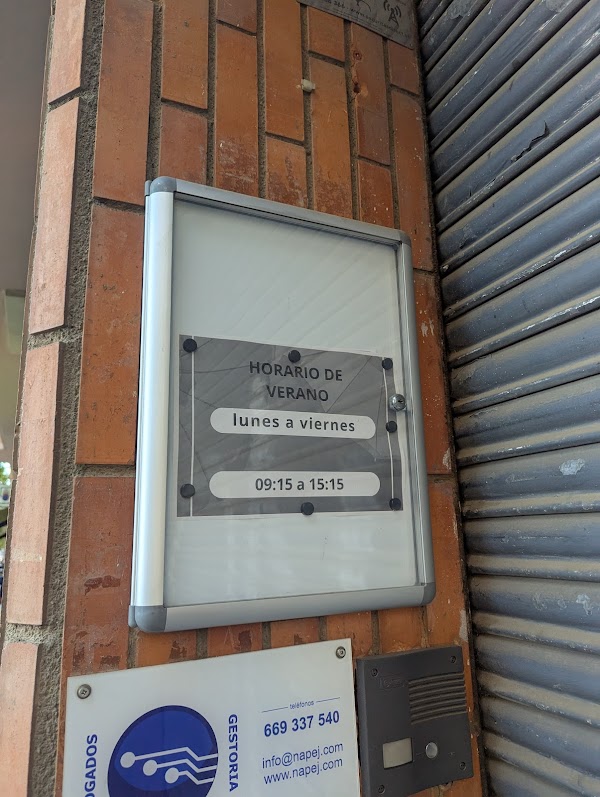 HORARIO DE
VERANO
lunes a viernes
09:15 a 15:15
teléfonos
669 337 540
info@napej.com
www.napej.com
GESTORIA